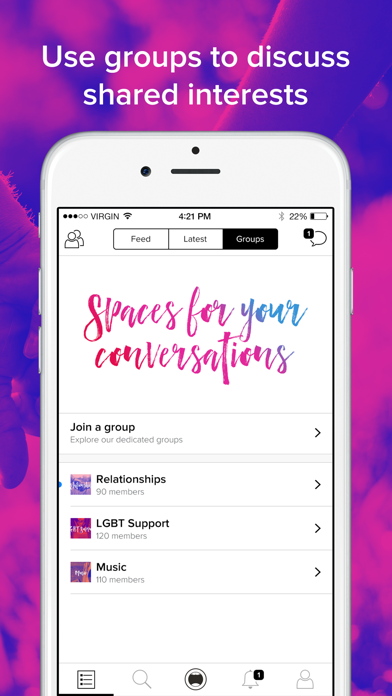 Use groups to discuss
shared interests
VIRGIN 4:21 PM 22%
Feed Latest Groups 1
Spaces for your
conversations
Join a group
Explore our dedicated groups
Relationships
90 members
LGBT Support
120 members
Music
110 members
1